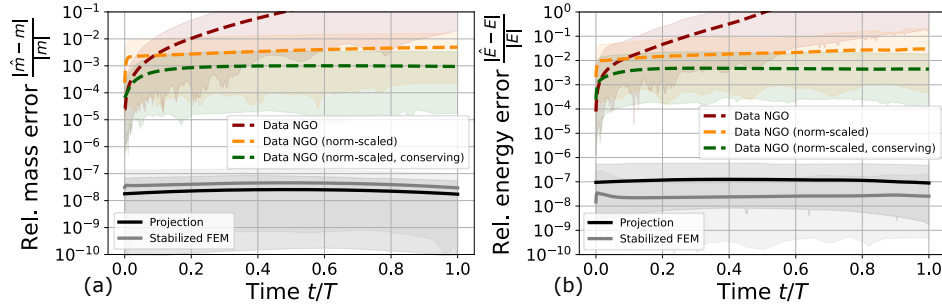 Rel. mass error |m̂ − m| / |m|
10⁰
10⁻¹
10⁻²
10⁻³
10⁻⁴
10⁻⁵
10⁻⁶
10⁻⁷
10⁻⁸
10⁻⁹
10⁻¹⁰
Data NGO
Data NGO (norm-scaled)
Data NGO (norm-scaled, conserving)
Projection
Stabilized FEM
0.0 0.2 0.4 0.6 0.8 1.0
(a) Time t/T
Rel. energy error |Ê − E| / |E|
10⁰
10⁻¹
10⁻²
10⁻³
10⁻⁴
10⁻⁵
10⁻⁶
10⁻⁷
10⁻⁸
10⁻⁹
10⁻¹⁰
Data NGO
Data NGO (norm-scaled)
Data NGO (norm-scaled, conserving)
Projection
Stabilized FEM
0.0 0.2 0.4 0.6 0.8 1.0
(b) Time t/T